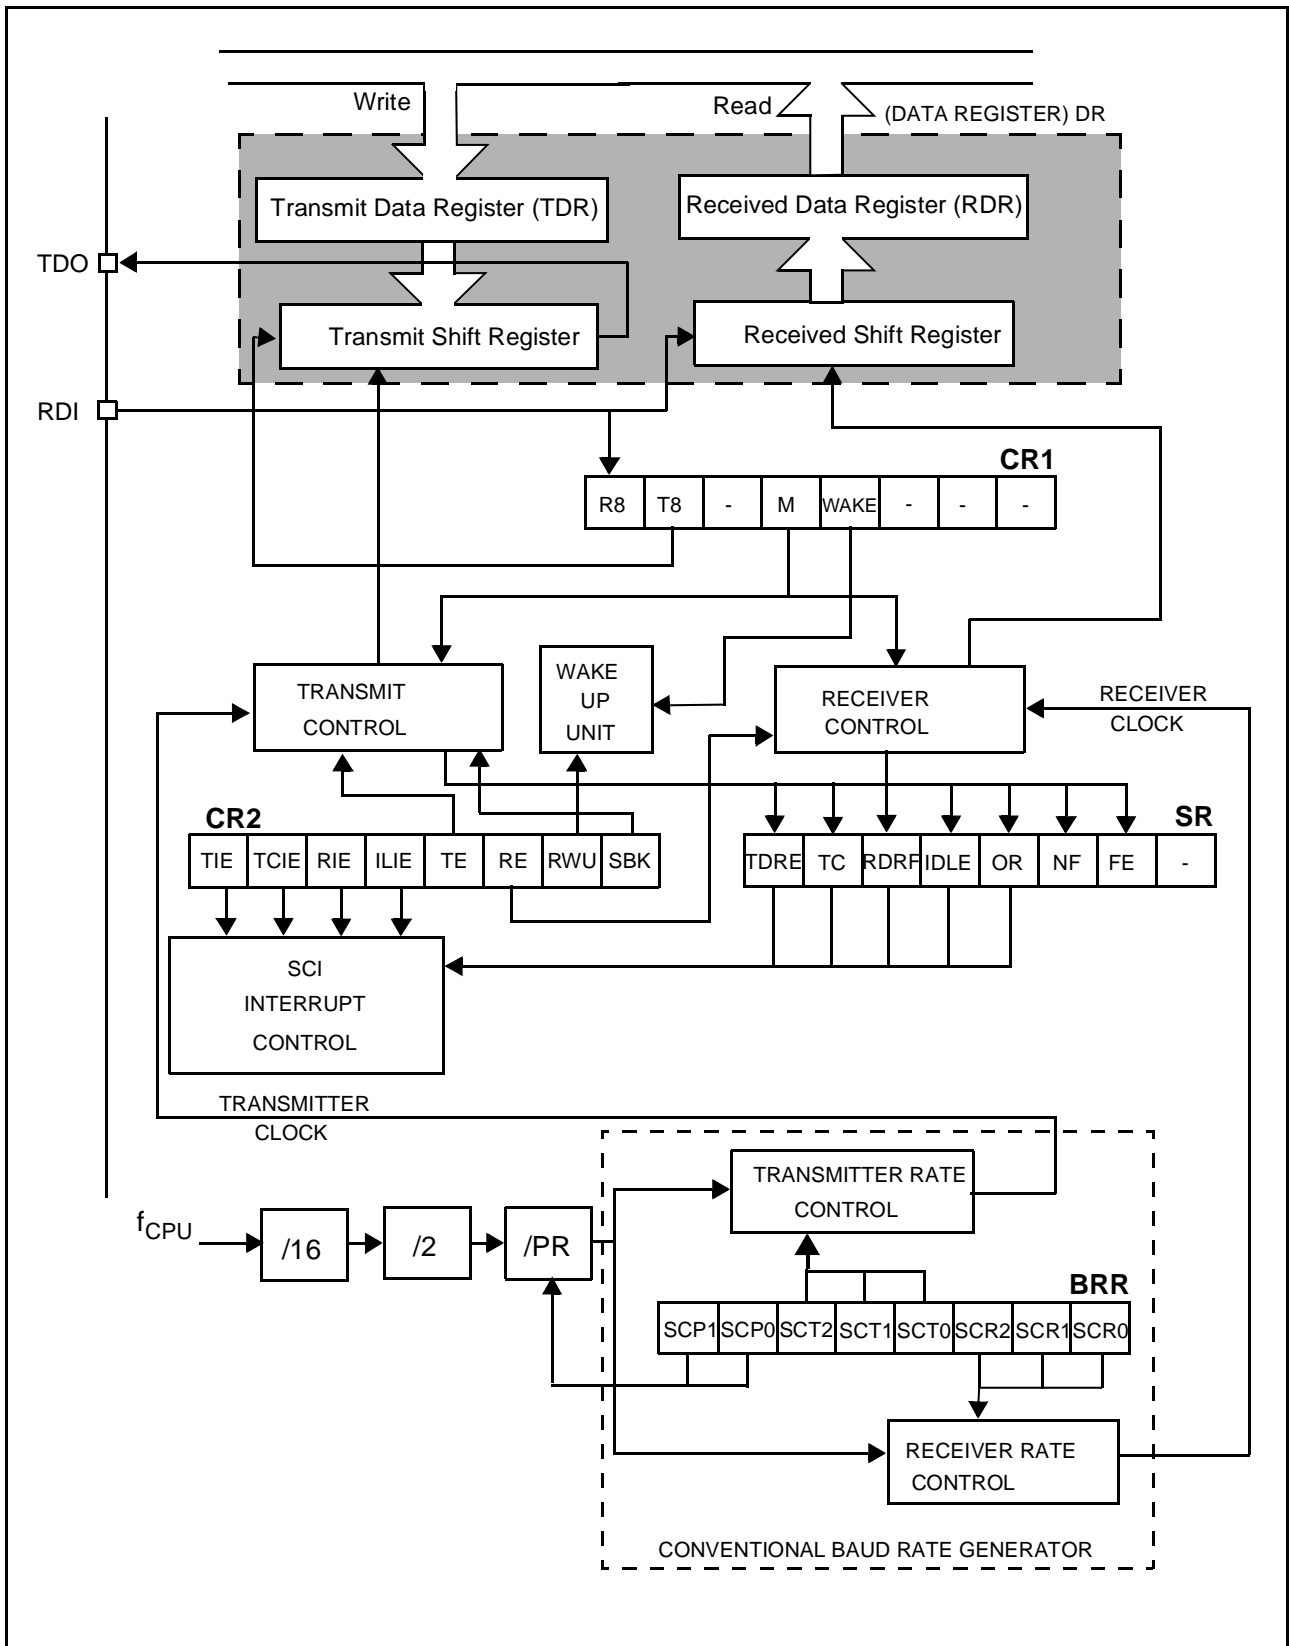 Write
Read
(DATA REGISTER) DR
Transmit Data Register (TDR)
Received Data Register (RDR)
TDO
Transmit Shift Register
Received Shift Register
RDI
CR1
R8 T8 - M WAKE - - -
TRANSMIT
CONTROL
WAKE
UP
UNIT
RECEIVER
CONTROL
RECEIVER
CLOCK
CR2
TIE TCIE RIE ILIE TE RE RWU SBK
SR
TDRE TC RDRF IDLE OR NF FE -
SCI
INTERRUPT
CONTROL
TRANSMITTER
CLOCK
TRANSMITTER RATE
CONTROL
fCPU
/16
/2
/PR
BRR
SCP1 SCP0 SCT2 SCT1 SCT0 SCR2 SCR1 SCR0
RECEIVER RATE
CONTROL
CONVENTIONAL BAUD RATE GENERATOR